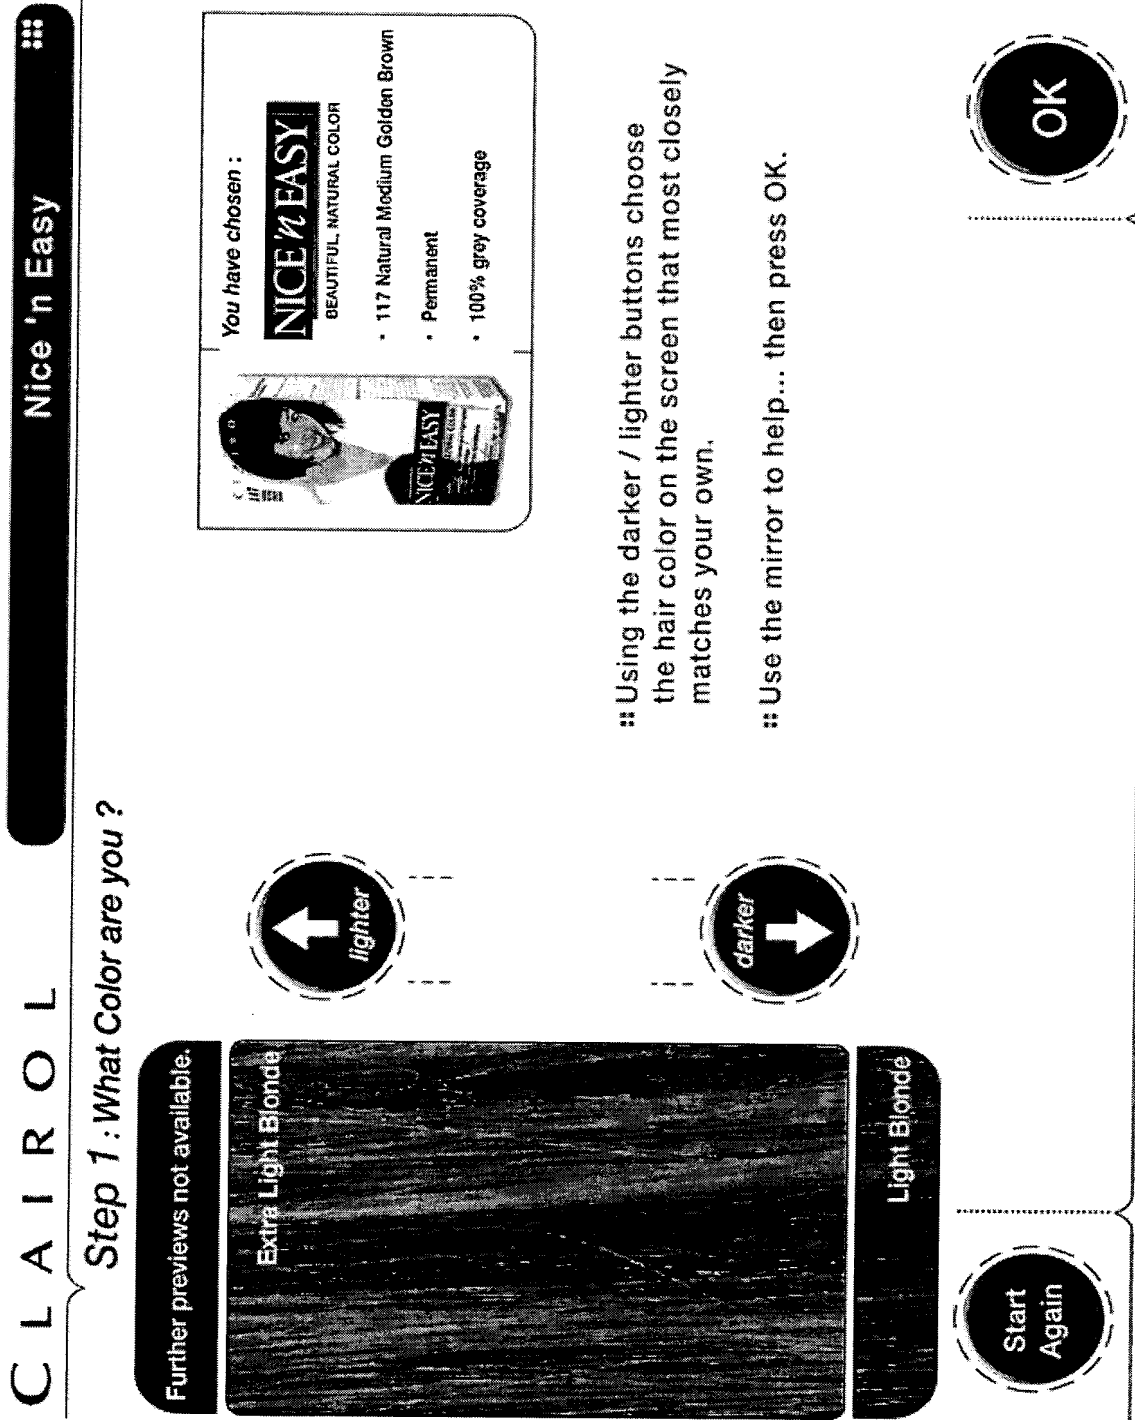 CLAIROL
Nice 'n Easy
Step 1 : What Color are you ?
Further previews not available.
Extra Light Blonde
Light Blonde
lighter
darker
You have chosen :
NICE 'n EASY
BEAUTIFUL, NATURAL COLOR
• 117 Natural Medium Golden Brown
• Permanent
• 100% grey coverage
NICE 'n EASY
Using the darker / lighter buttons choose
the hair color on the screen that most closely
matches your own.
Use the mirror to help... then press OK.
Start
Again
OK